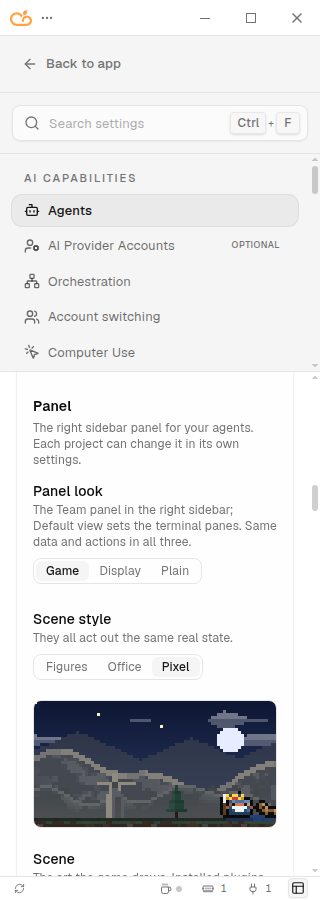 Back to app
Search settings
Ctrl + F
AI CAPABILITIES
Agents
AI Provider Accounts OPTIONAL
Orchestration
Account switching
Computer Use
Panel
The right sidebar panel for your agents.
Each project can change it in its own
settings.
Panel look
The Team panel in the right sidebar;
Default view sets the terminal panes. Same
data and actions in all three.
Game Display Plain
Scene style
They all act out the same real state.
Figures Office Pixel
Scene
1 1